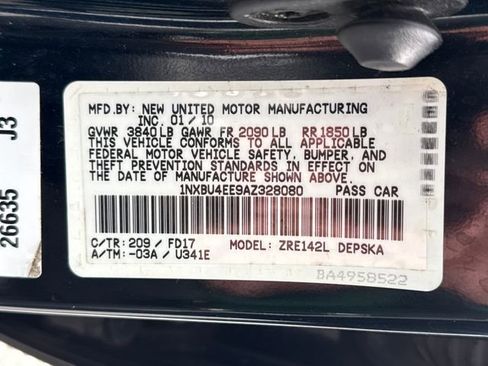 MFD.BY: NEW UNITED MOTOR MANUFACTURING
INC. 01/10
GVWR 3840LB GAWR FR 2090LB RR1850LB
THIS VEHICLE CONFORMS TO ALL APPLICABLE
FEDERAL MOTOR VEHICLE SAFETY, BUMPER, AND
THEFT PREVENTION STANDARDS IN EFFECT ON
THE DATE OF MANUFACTURE SHOWN ABOVE.
1NXBU4EE9AZ328080 PASS CAR
C/TR: 209 / FD17 MODEL: ZRE142L DEPSKA
A/TM: -03A / U341E
BA4958522
26635 J3